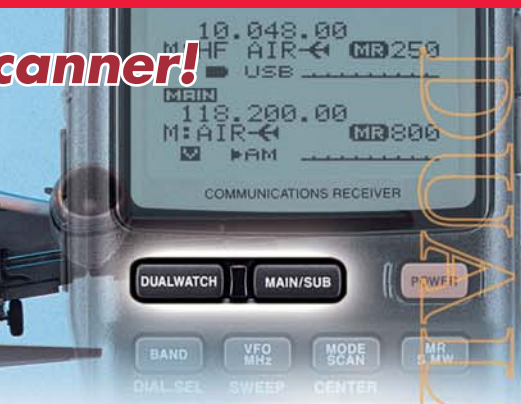 canner!
10.048.00
M:HF AIR MR 250
USB
MAIN
118.200.00
M:AIR MR 800
V ▶AM
COMMUNICATIONS RECEIVER
DUALWATCH MAIN/SUB POWER
BAND VFO MHz MODE SCAN MR S.MW
DIAL.SEL SWEEP CENTER
DUAL